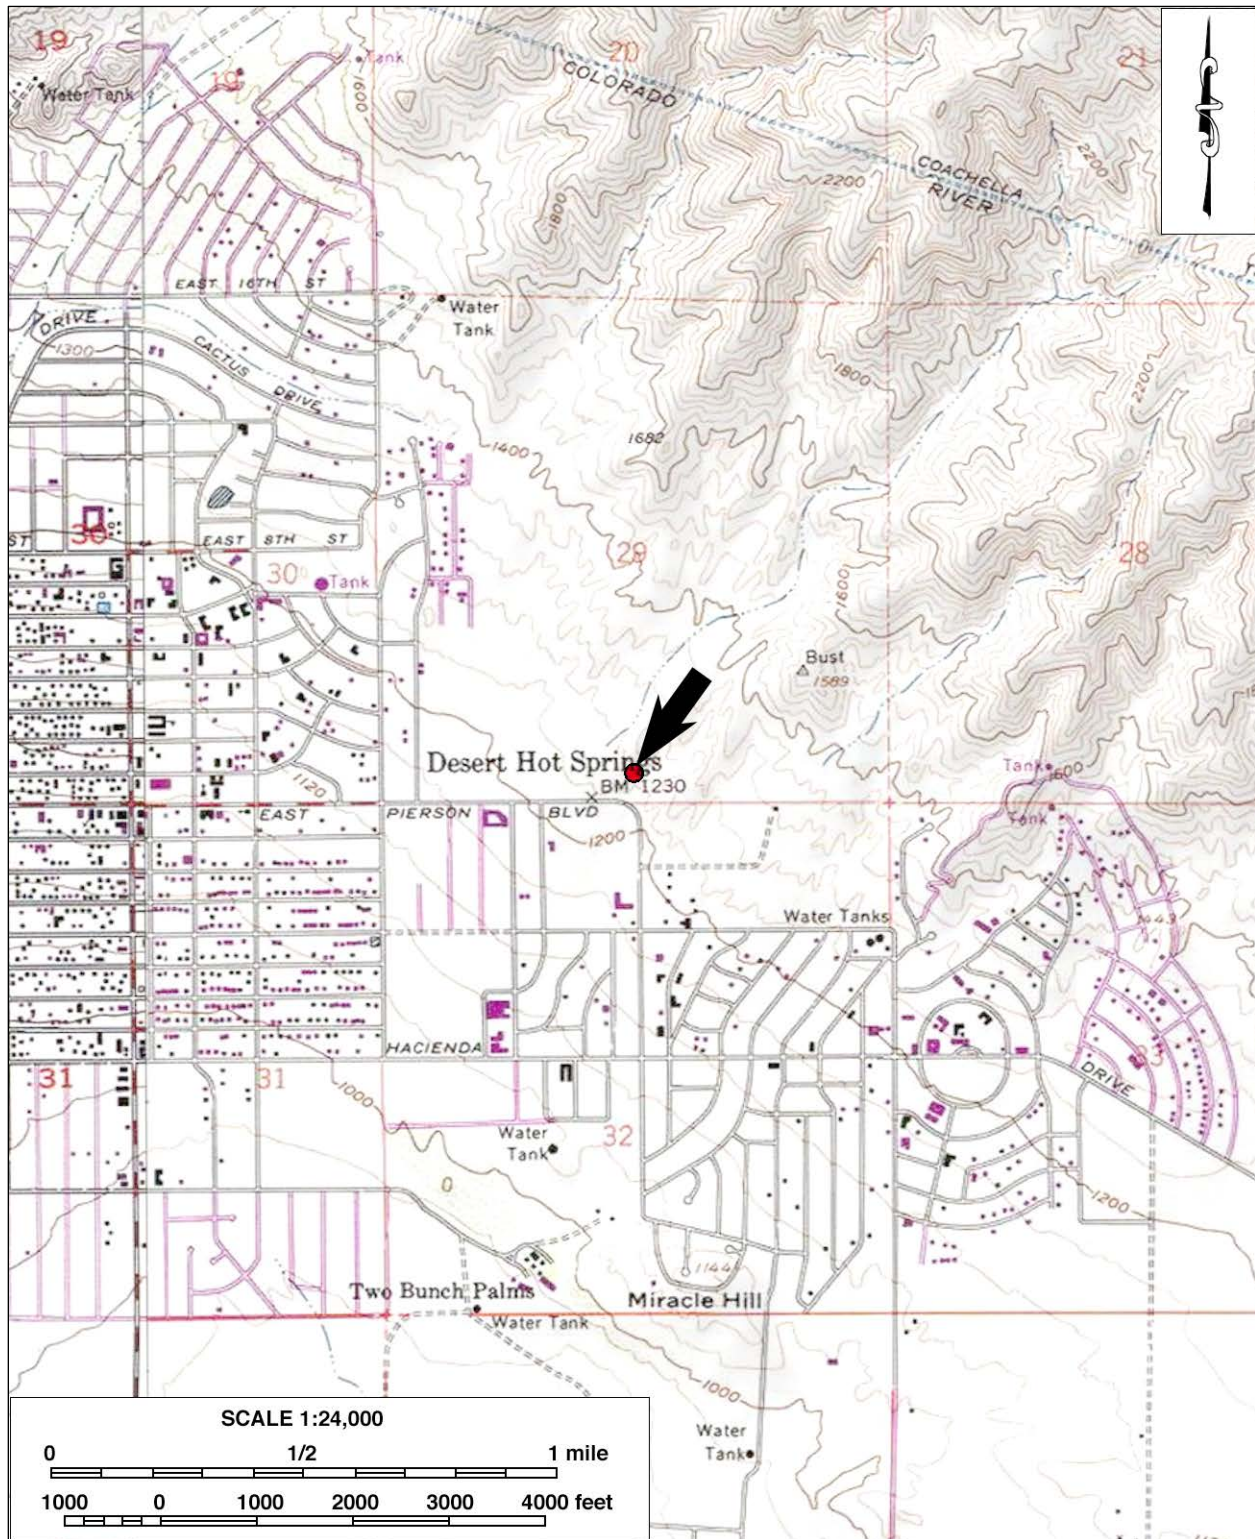 19
20
21
Tank
19
COLORADO
Water Tank
1600
COACHELLA
RIVER
2200
2200
1800
EAST 16TH ST
Water
Tank
DRIVE
1300
CACTUS
DRIVE
1800
2200
1682
1400
30
ST
EAST 8TH ST
29
28
30
Tank
1600
Bust
1589
Desert Hot Springs
Tank
1600
BM 1230
1120
EAST
PIERSON
BLVD
Tank
1200
Water Tanks
1443
HACIENDA
33
31
31
DRIVE
1000
Water
Tank
32
0
1200
1144
Two Bunch Palms
Miracle Hill
Water Tank
1000
SCALE 1:24,000
0
1/2
1 mile
Water
Tank
1000
0
1000
2000
3000
4000 feet